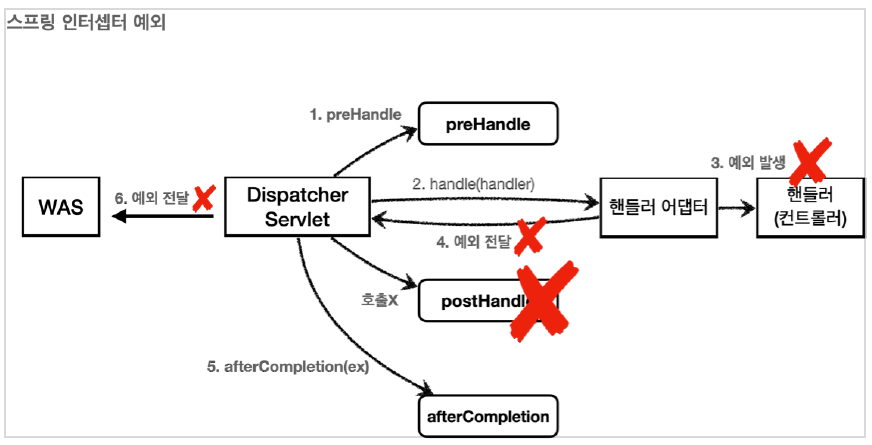 스프링 인터셉터 예외
1. preHandle
preHandle
3. 예외 발생
6. 예외 전달
2. handle(handler)
WAS
Dispatcher
Servlet
핸들러 어댑터
핸들러
(컨트롤러)
4. 예외 전달
호출X
postHandle
5. afterCompletion(ex)
afterCompletion